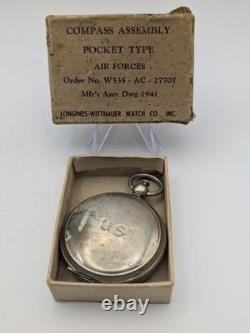 COMPASS ASSEMBLY
POCKET TYPE
AIR FORCES
Order No. W535 - AC - 27707
Mfr's Assy Dwg 1941
LONGINES-WITTNAUER WATCH CO., INC.
U.S.